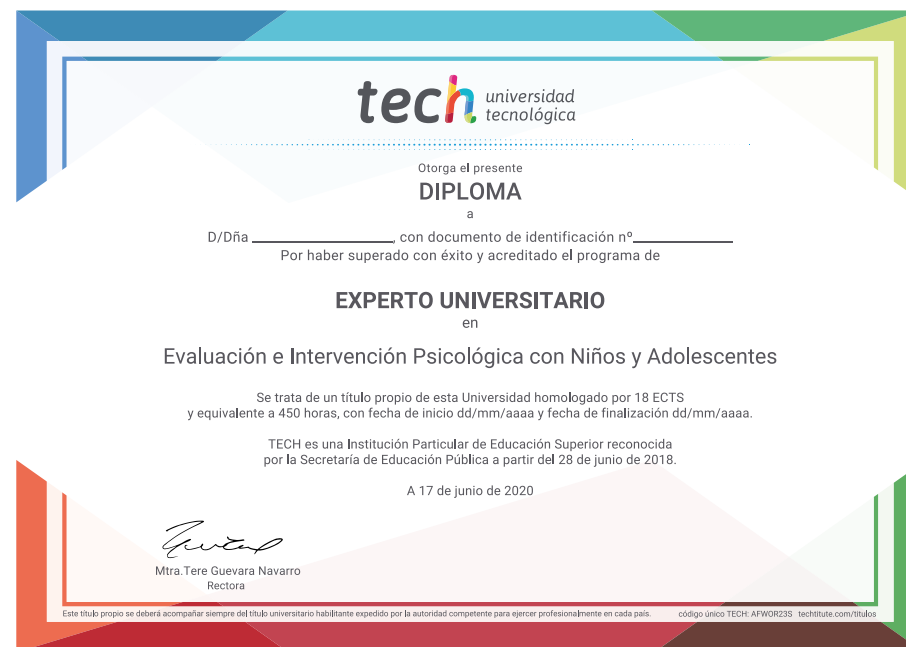 tech universidad
tecnológica
Otorga el presente
DIPLOMA
a
D/Dña ____________________, con documento de identificación nº______________
Por haber superado con éxito y acreditado el programa de
EXPERTO UNIVERSITARIO
en
Evaluación e Intervención Psicológica con Niños y Adolescentes
Se trata de un título propio de esta Universidad homologado por 18 ECTS
y equivalente a 450 horas, con fecha de inicio dd/mm/aaaa y fecha de finalización dd/mm/aaaa.
TECH es una Institución Particular de Educación Superior reconocida
por la Secretaría de Educación Pública a partir del 28 de junio de 2018.
A 17 de junio de 2020
Mtra.Tere Guevara Navarro
Rectora
Este título propio se deberá acompañar siempre del título universitario habilitante expedido por la autoridad competente para ejercer profesionalmente en cada país. código único TECH: AFWOR23S techtitute.com/titulos